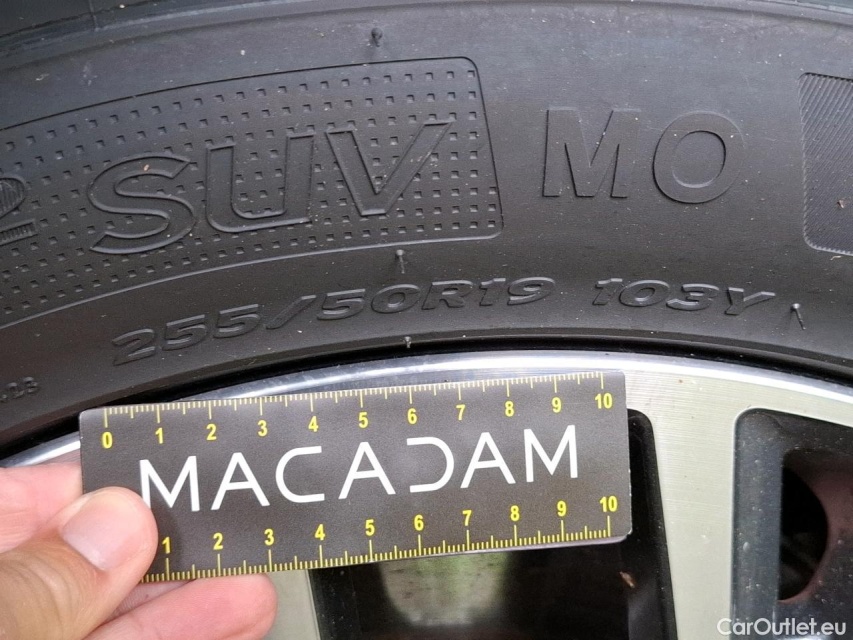 2 SUV MO
255/50R19 103Y
0 1 2 3 4 5 6 7 8 9 10
MACADAM
1 2 3 4 5 6 7 8 9 10
CarOutlet.eu